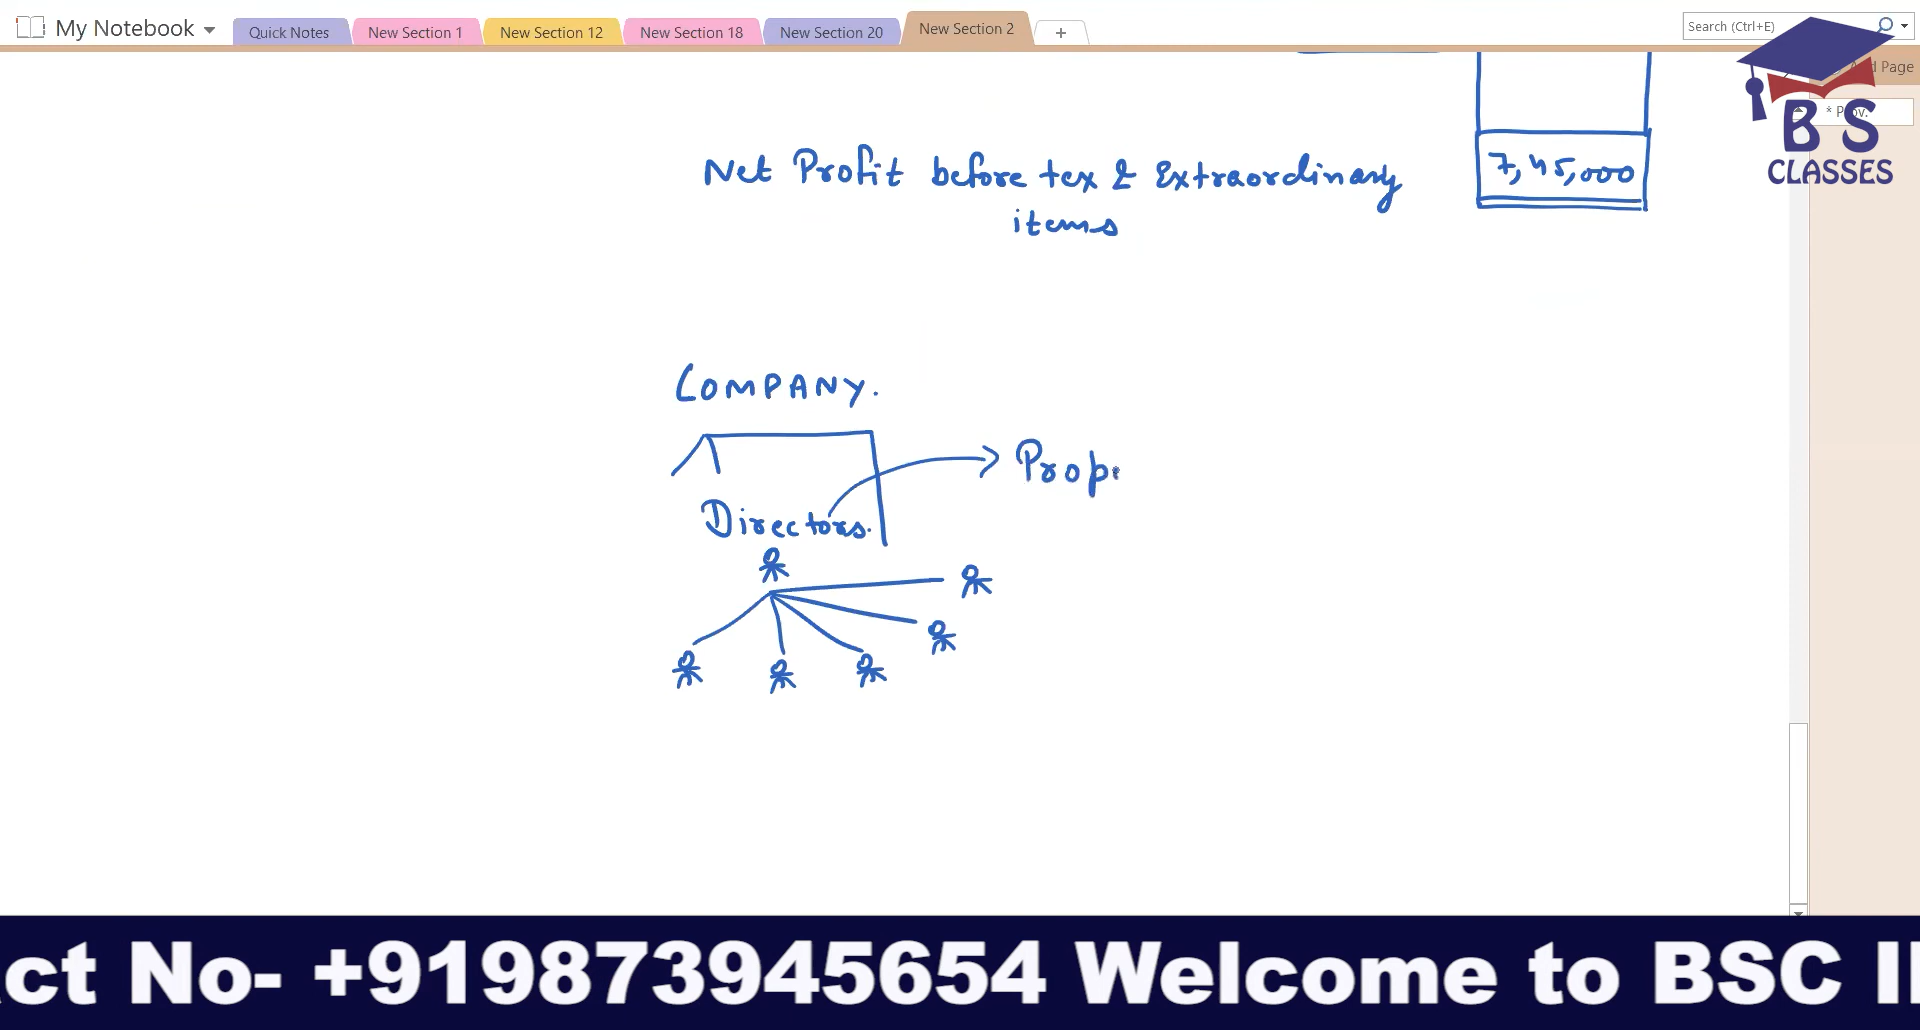 My Notebook
Quick Notes
New Section 1
New Section 12
New Section 18
New Section 20
New Section 2
+
Search (Ctrl+E)
Page
B S
CLASSES
7,45,000
Net Profit before tex & Extraordinary
items
COMPANY.
Prop
Directors.
ct No- +919873945654 Welcome to BSC